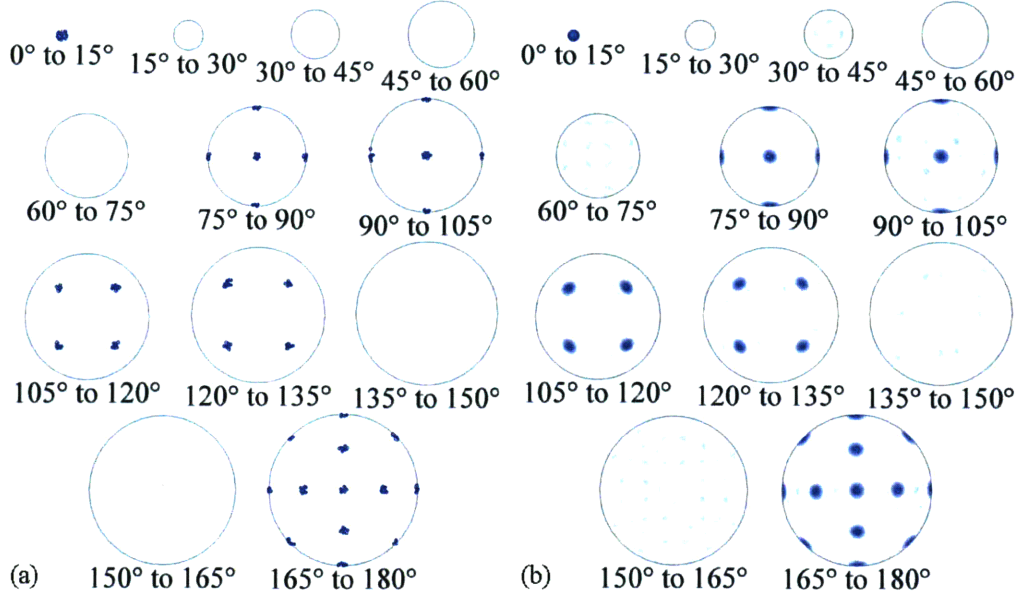 0° to 15°
15° to 30°
30° to 45°
45° to 60°
60° to 75°
75° to 90°
90° to 105°
105° to 120°
120° to 135°
135° to 150°
150° to 165°
165° to 180°
(a)
0° to 15°
15° to 30°
30° to 45°
45° to 60°
60° to 75°
75° to 90°
90° to 105°
105° to 120°
120° to 135°
135° to 150°
150° to 165°
165° to 180°
(b)